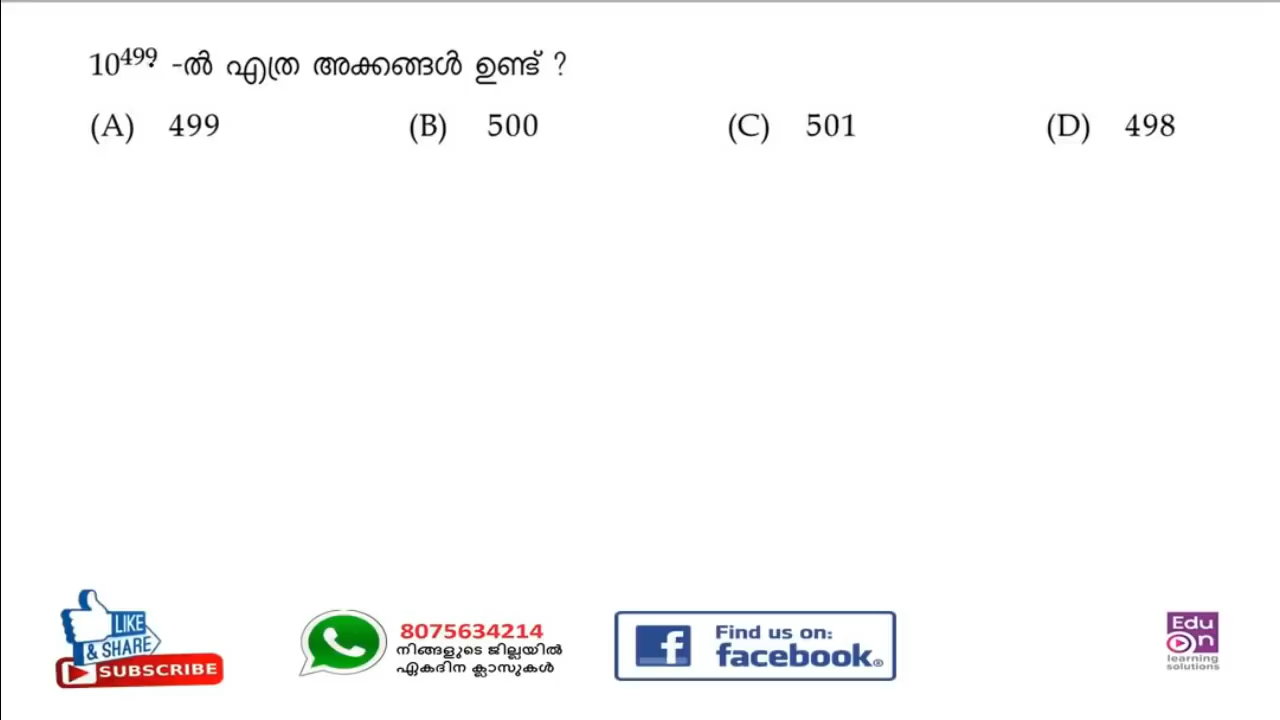 10⁴⁹⁹ -ൽ എത്ര അക്കങ്ങൾ ഉണ്ട് ?
(A) 499 (B) 500 (C) 501 (D) 498
LIKE
& SHARE
SUBSCRIBE
8075634214
നിങ്ങളുടെ ജില്ലയിൽ
ഏകദിന ക്ലാസുകൾ
Find us on:
facebook®
Edu
n
learning
solutions